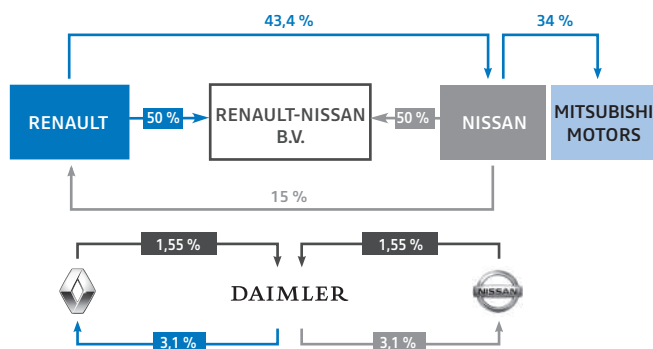 43,4 %
34 %
RENAULT
50 %
RENAULT-NISSAN
B.V.
50 %
NISSAN
MITSUBISHI
MOTORS
15 %
1,55 %
1,55 %
DAIMLER
NISSAN
3,1 %
3,1 %